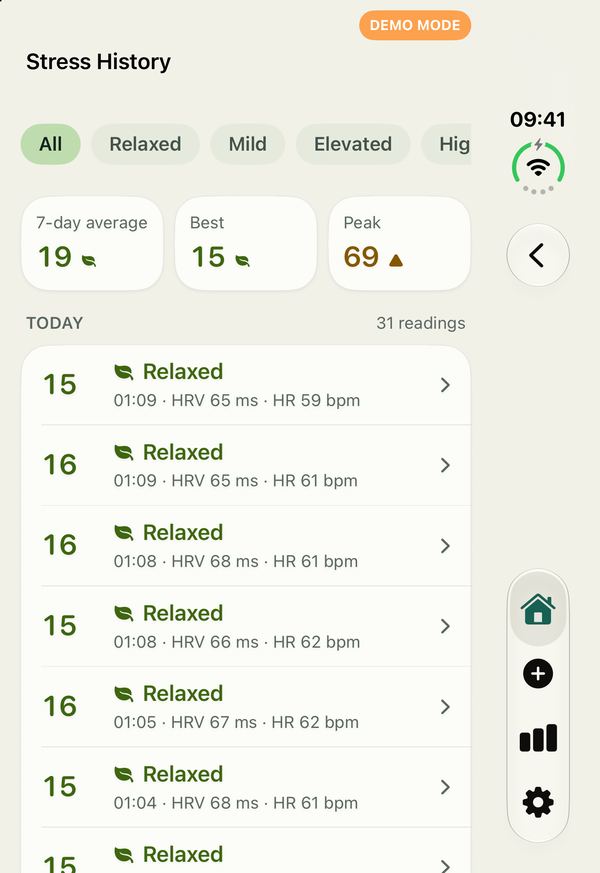 DEMO MODE
Stress History
09:41
All Relaxed Mild Elevated Hig
7-day average
19
Best
15
Peak
69
TODAY 31 readings
15 Relaxed
01:09 · HRV 65 ms · HR 59 bpm
16 Relaxed
01:09 · HRV 65 ms · HR 61 bpm
16 Relaxed
01:08 · HRV 68 ms · HR 61 bpm
15 Relaxed
01:08 · HRV 66 ms · HR 62 bpm
16 Relaxed
01:05 · HRV 67 ms · HR 62 bpm
15 Relaxed
01:04 · HRV 68 ms · HR 61 bpm
15 Relaxed